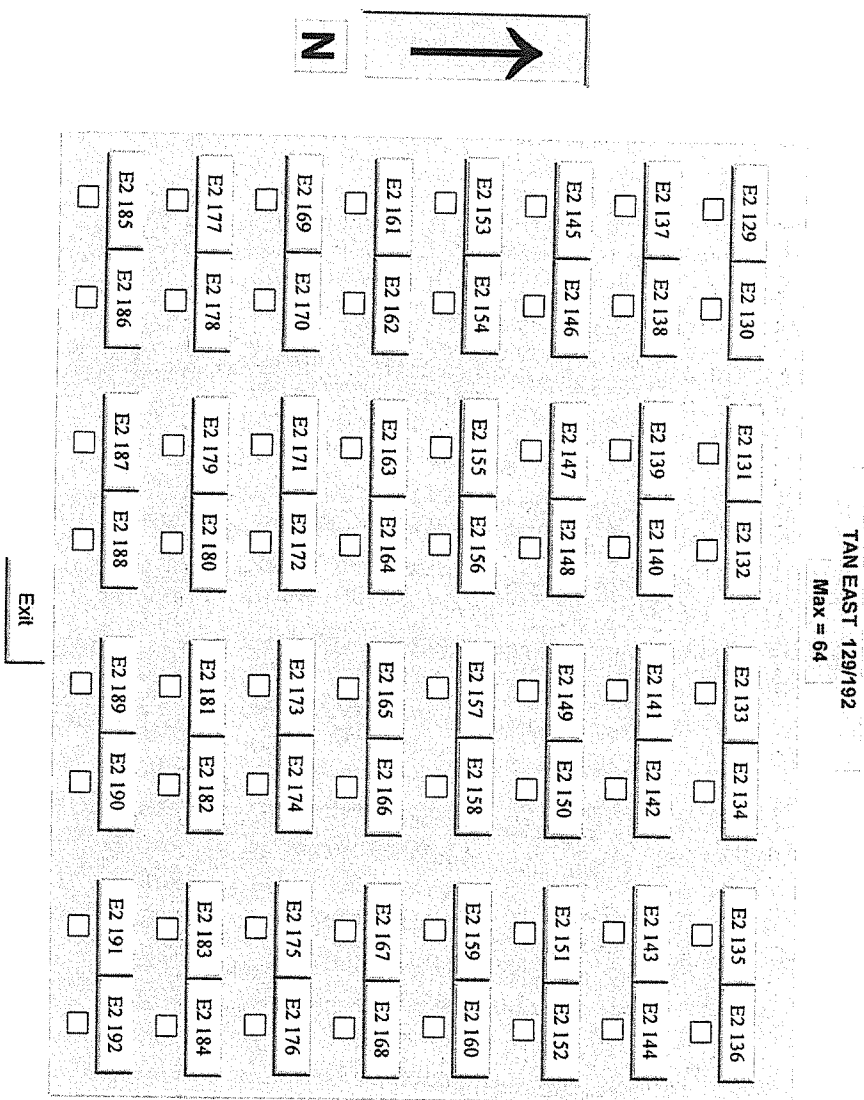 TAN EAST 129/192
Max = 64
N
E2 129 E2 130 E2 131 E2 132 E2 133 E2 134 E2 135 E2 136
E2 137 E2 138 E2 139 E2 140 E2 141 E2 142 E2 143 E2 144
E2 145 E2 146 E2 147 E2 148 E2 149 E2 150 E2 151 E2 152
E2 153 E2 154 E2 155 E2 156 E2 157 E2 158 E2 159 E2 160
E2 161 E2 162 E2 163 E2 164 E2 165 E2 166 E2 167 E2 168
E2 169 E2 170 E2 171 E2 172 E2 173 E2 174 E2 175 E2 176
E2 177 E2 178 E2 179 E2 180 E2 181 E2 182 E2 183 E2 184
E2 185 E2 186 E2 187 E2 188 E2 189 E2 190 E2 191 E2 192
Exit